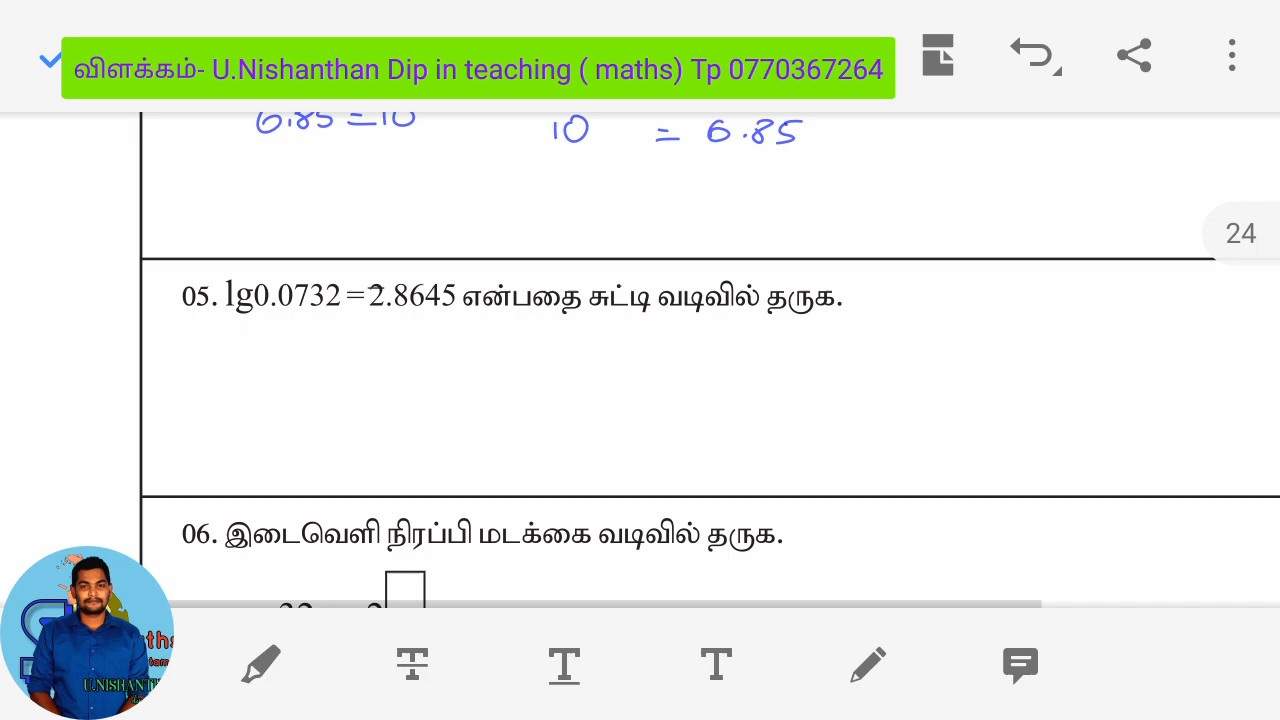 விளக்கம்- U.Nishanthan Dip in teaching ( maths) Tp 0770367264
6.85 = 10
10 = 6.85
24
05. lg0.0732 = 2̄.8645 என்பதை சுட்டி வடிவில் தருக.
06. இடைவெளி நிரப்பி மடக்கை வடிவில் தருக.
U.NISHANTH